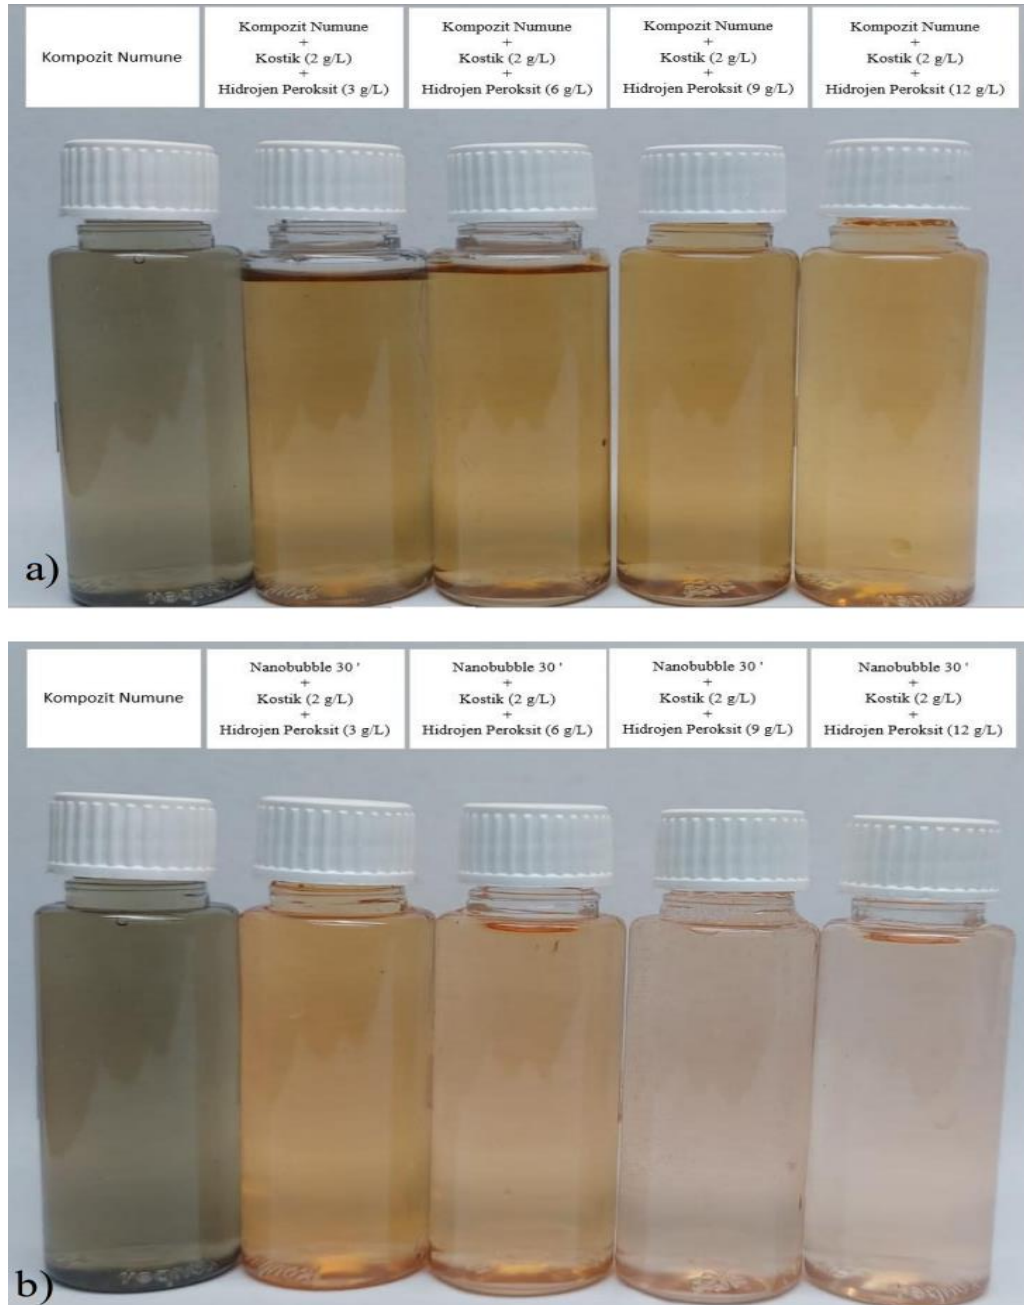 Kompozit Numune
Kompozit Numune
+
Kostik (2 g/L)
+
Hidrojen Peroksit (3 g/L)
Kompozit Numune
+
Kostik (2 g/L)
+
Hidrojen Peroksit (6 g/L)
Kompozit Numune
+
Kostik (2 g/L)
+
Hidrojen Peroksit (9 g/L)
Kompozit Numune
+
Kostik (2 g/L)
+
Hidrojen Peroksit (12 g/L)
a)
Kompozit Numune
Nanobubble 30 '
+
Kostik (2 g/L)
+
Hidrojen Peroksit (3 g/L)
Nanobubble 30 '
+
Kostik (2 g/L)
+
Hidrojen Peroksit (6 g/L)
Nanobubble 30 '
+
Kostik (2 g/L)
+
Hidrojen Peroksit (9 g/L)
Nanobubble 30 '
+
Kostik (2 g/L)
+
Hidrojen Peroksit (12 g/L)
b)